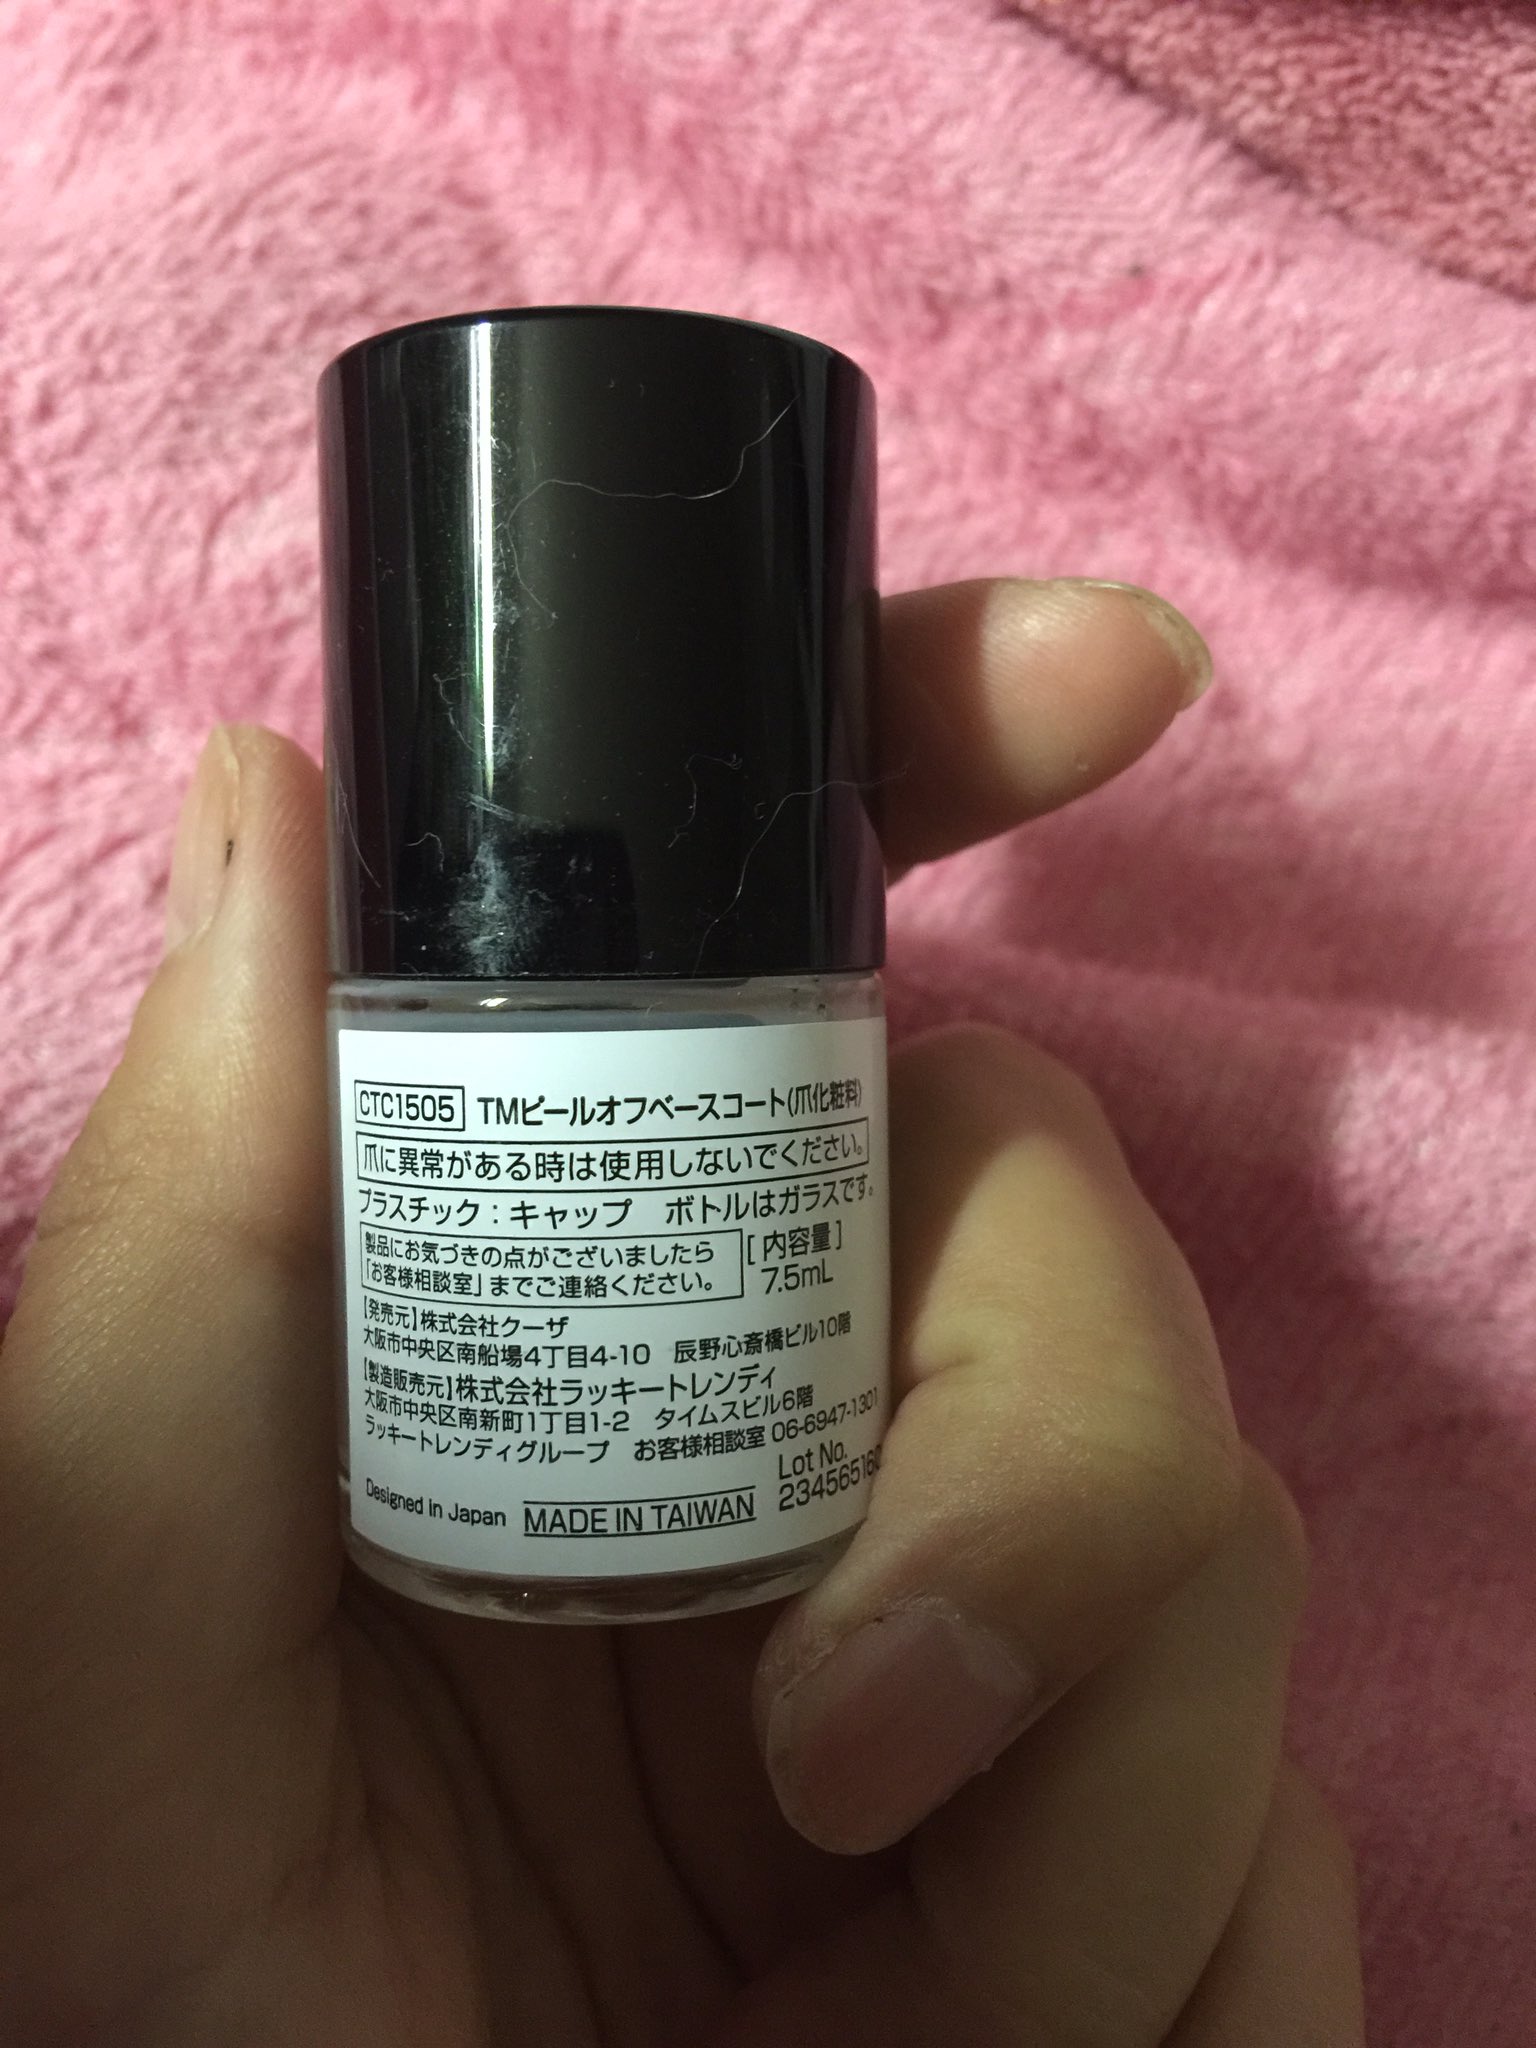 CTC1505 TMピールオフベースコート(爪化粧料)
爪に異常がある時は使用しないでください。
プラスチック：キャップ　ボトルはガラスです。
製品にお気づきの点がございましたら
「お客様相談室」までご連絡ください。
[ 内容量 ]
7.5mL
【発売元】株式会社クーザ
大阪市中央区南船場4丁目4-10　辰野心斎橋ビル10階
【製造販売元】株式会社ラッキートレンディ
大阪市中央区南新町1丁目1-2　タイムスビル6階
ラッキートレンディグループ　お客様相談室 06-6947-1301
Designed in Japan
MADE IN TAIWAN
Lot No.
23456516